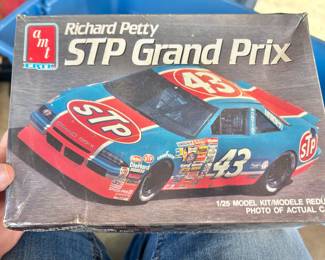 amt
ERTL
Richard Petty
STP Grand Prix
43
STP
43
STP
1/25 MODEL KIT/MODELE REDU
PHOTO OF ACTUAL C